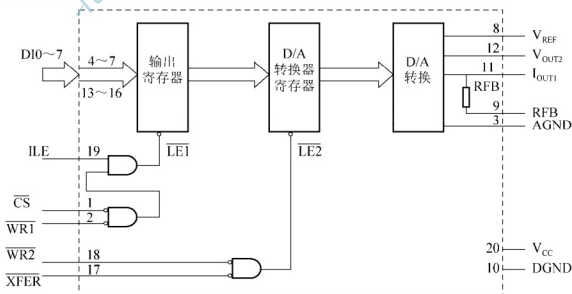 DI0～7
4～7
13～16
输出
寄存器
D/A
转换器
寄存器
D/A
转换
8 VREF
12 VOUT2
11 IOUT1
RFB
9 RFB
3 AGND
ILE 19
LE1
LE2
CS 1
WR1 2
WR2 18
XFER 17
20 VCC
10 DGND